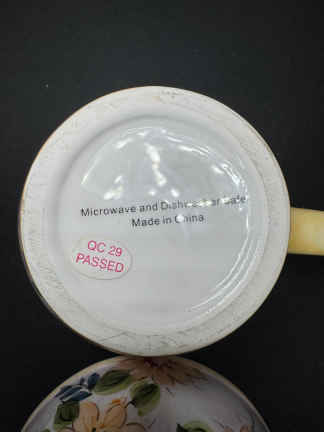 Microwave and Dishwasher Safe
Made in China
QC 29
PASSED